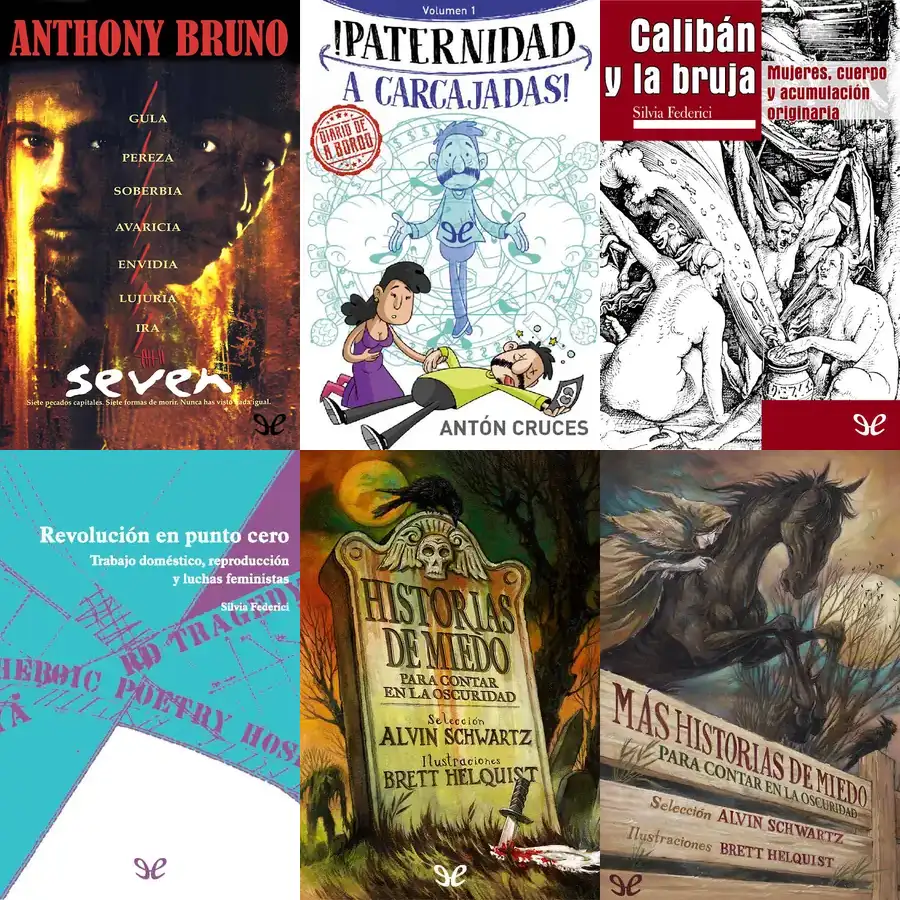 ANTHONY BRUNO
GULA
PEREZA
SOBERBIA
AVARICIA
ENVIDIA
LUJURIA
IRA
seven
Siete pecados capitales. Siete formas de morir. Nunca has visto nada igual.
Volumen 1
!PATERNIDAD
A CARCAJADAS!
DIARIO DE
A BORDO
ANTÓN CRUCES
Calibán
y la bruja
Silvia Federici
Mujeres, cuerpo
y acumulación
originaria
Revolución en punto cero
Trabajo doméstico, reproducción
y luchas feministas
Silvia Federici
RD TRAGEDY
HEROIC POETRY HOS
HISTORIAS
DE MIEDO
PARA CONTAR
EN LA OSCURIDAD
Selección
ALVIN SCHWARTZ
Ilustraciones
BRETT HELQUIST
MÁS HISTORIAS DE MIEDO
PARA CONTAR EN LA OSCURIDAD
Selección ALVIN SCHWARTZ
Ilustraciones BRETT HELQUIST